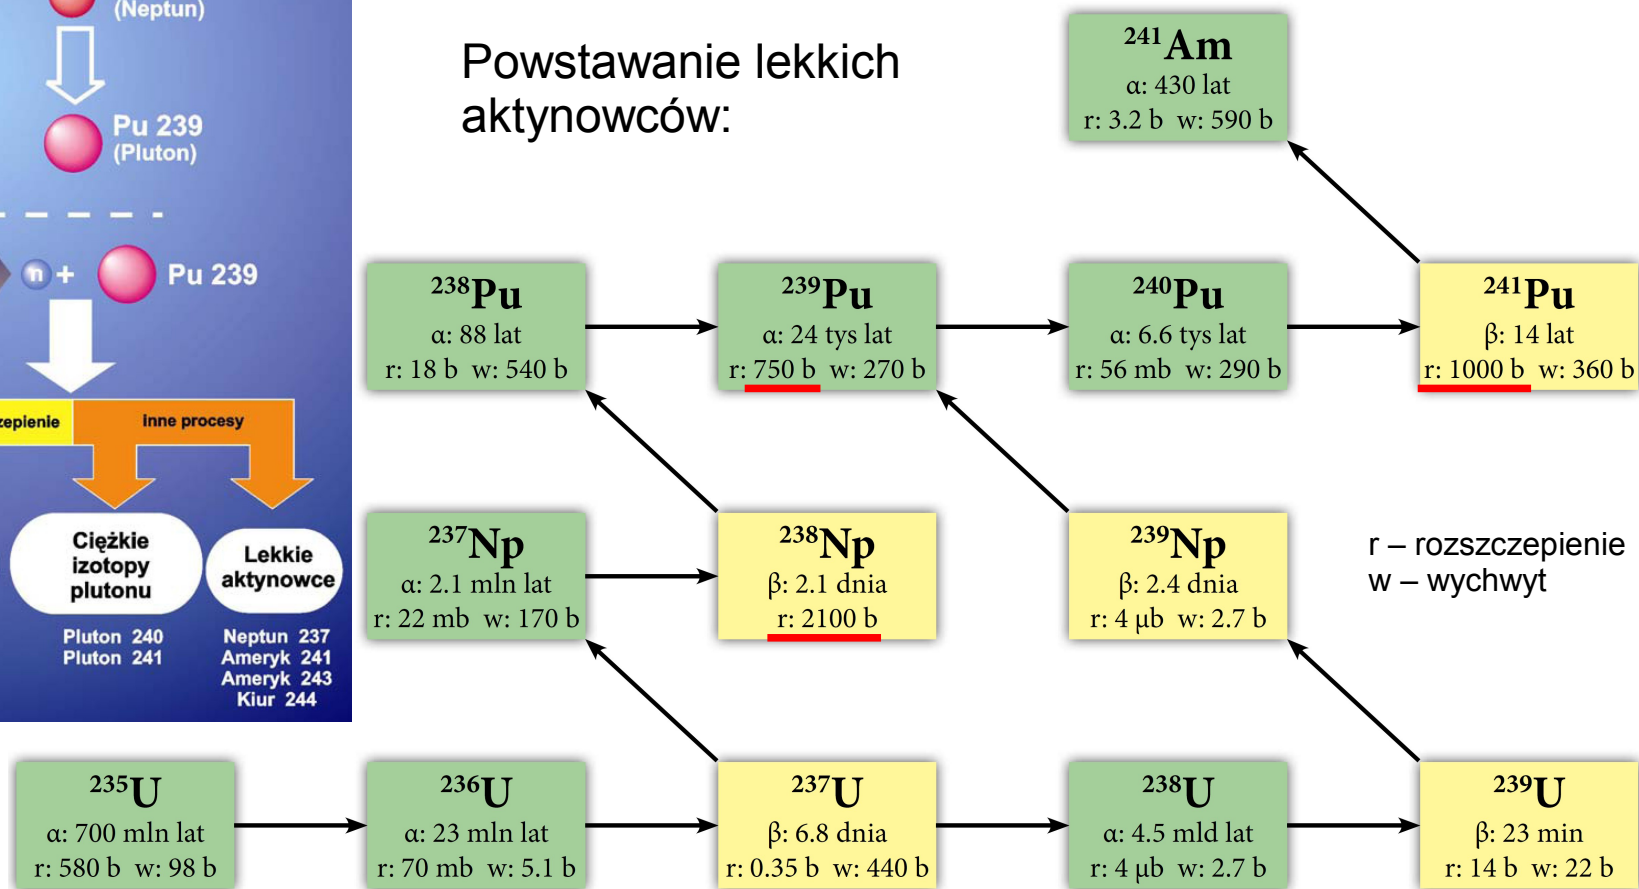 (Neptun)
Pu 239
(Pluton)
n + Pu 239
inne procesy
Ciężkie
izotopy
plutonu
Lekkie
aktynowce
Pluton 240
Pluton 241
Neptun 237
Ameryk 241
Ameryk 243
Kiur 244
Powstawanie lekkich
aktynowców:
²⁴¹Am
α: 430 lat
r: 3.2 b w: 590 b
²³⁸Pu
α: 88 lat
r: 18 b w: 540 b
²³⁹Pu
α: 24 tys lat
r: 750 b w: 270 b
²⁴⁰Pu
α: 6.6 tys lat
r: 56 mb w: 290 b
²⁴¹Pu
β: 14 lat
r: 1000 b w: 360 b
²³⁷Np
α: 2.1 mln lat
r: 22 mb w: 170 b
²³⁸Np
β: 2.1 dnia
r: 2100 b
²³⁹Np
β: 2.4 dnia
r: 4 μb w: 2.7 b
r – rozszczepienie
w – wychwyt
²³⁵U
α: 700 mln lat
r: 580 b w: 98 b
²³⁶U
α: 23 mln lat
r: 70 mb w: 5.1 b
²³⁷U
β: 6.8 dnia
r: 0.35 b w: 440 b
²³⁸U
α: 4.5 mld lat
r: 4 μb w: 2.7 b
²³⁹U
β: 23 min
r: 14 b w: 22 b